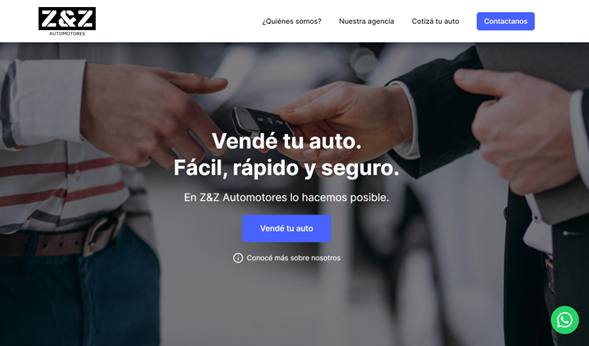 Z&Z
AUTOMOTORES
¿Quiénes somos?
Nuestra agencia
Cotizá tu auto
Contactanos
Vendé tu auto.
Fácil, rápido y seguro.
En Z&Z Automotores lo hacemos posible.
Vendé tu auto
Conocé más sobre nosotros